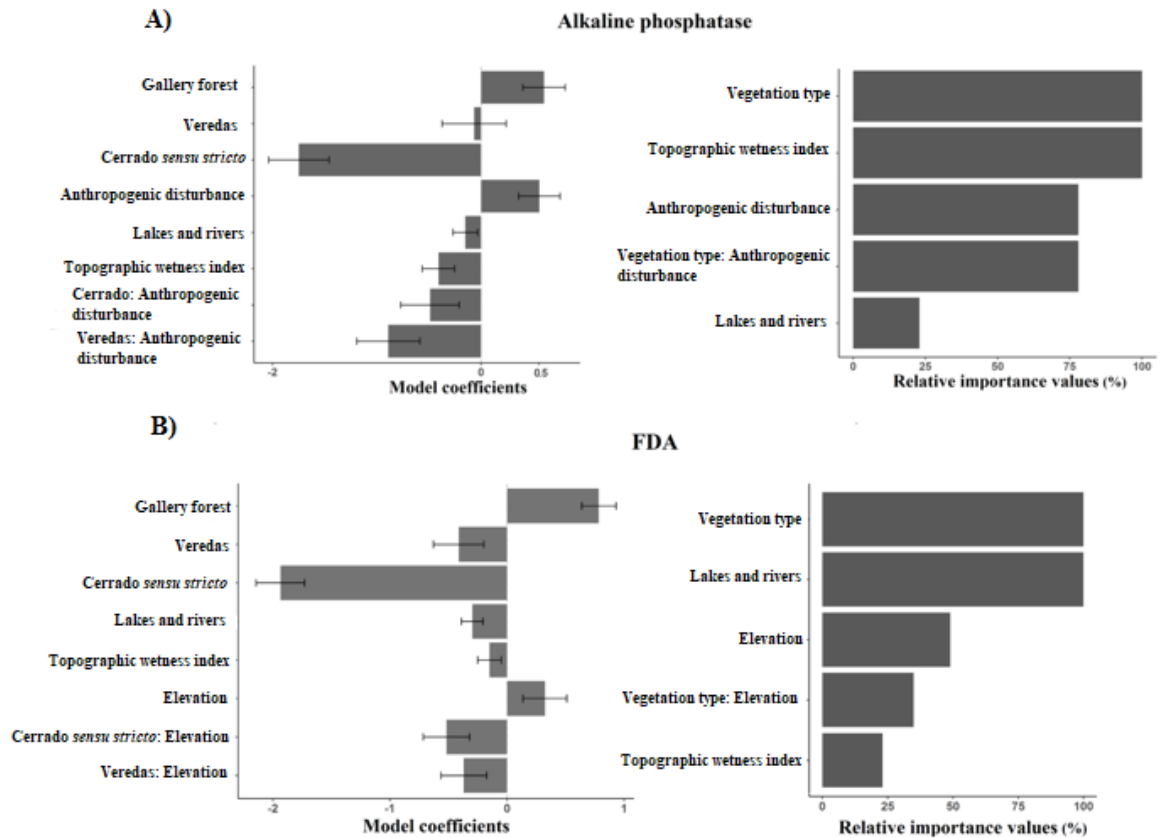 A)
Alkaline phosphatase
Gallery forest
Veredas
Cerrado sensu stricto
Anthropogenic disturbance
Lakes and rivers
Topographic wetness index
Cerrado: Anthropogenic
disturbance
Veredas: Anthropogenic
disturbance
-2 0 0.5
Model coefficients
Vegetation type
Topographic wetness index
Anthropogenic disturbance
Vegetation type: Anthropogenic
disturbance
Lakes and rivers
0 25 50 75 100
Relative importance values (%)
B)
FDA
Gallery forest
Veredas
Cerrado sensu stricto
Lakes and rivers
Topographic wetness index
Elevation
Cerrado sensu stricto: Elevation
Veredas: Elevation
-2 -1 0 1
Model coefficients
Vegetation type
Lakes and rivers
Elevation
Vegetation type: Elevation
Topographic wetness index
0 25 50 75 100
Relative importance values (%)